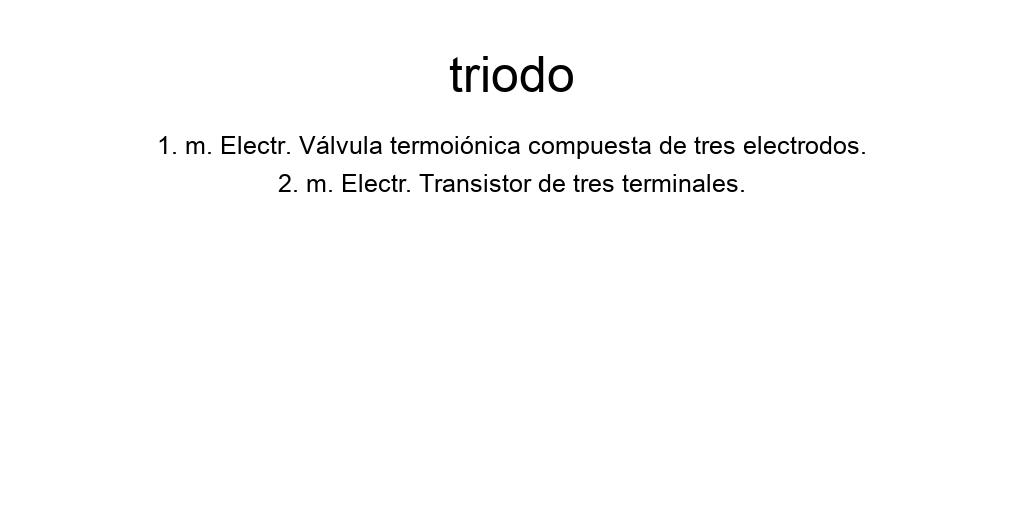 triodo
1. m. Electr. Válvula termoiónica compuesta de tres electrodos.
2. m. Electr. Transistor de tres terminales.